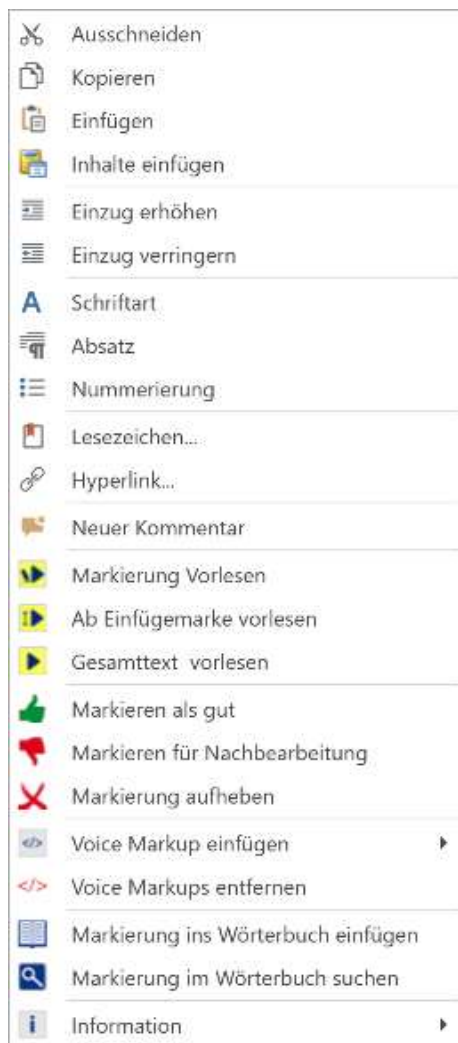 Ausschneiden
Kopieren
Einfügen
Inhalte einfügen
Einzug erhöhen
Einzug verringern
Schriftart
Absatz
Nummerierung
Lesezeichen...
Hyperlink...
Neuer Kommentar
Markierung Vorlesen
Ab Einfügemarke vorlesen
Gesamttext  vorlesen
Markieren als gut
Markieren für Nachbearbeitung
Markierung aufheben
Voice Markup einfügen
Voice Markups entfernen
Markierung ins Wörterbuch einfügen
Markierung im Wörterbuch suchen
Information